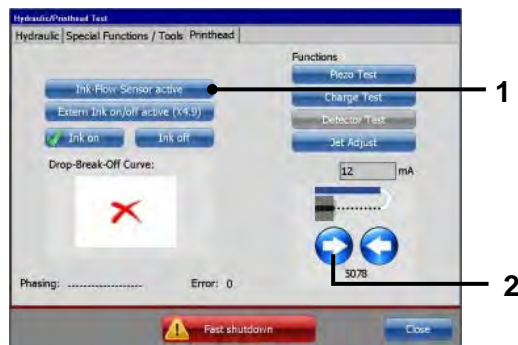 Hydraulic/Printhead Test
Hydraulic Special Functions / Tools Printhead
Functions
Ink-Flow-Sensor active
Extern Ink on/off active (X4.9)
Ink on Ink off
Drop-Break-Off Curve:
Piezo Test
Charge Test
Detector Test
Jet Adjust
12 mA
5078
Phasing: -------------------- Error: 0
Fast shutdown Close
1
2